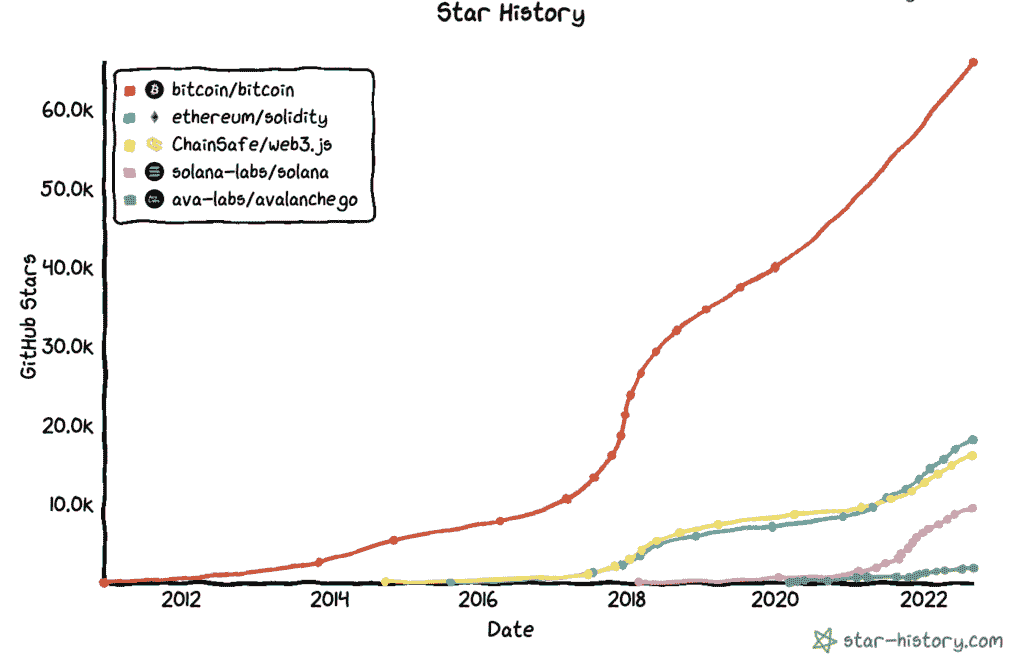 Star History
bitcoin/bitcoin
ethereum/solidity
ChainSafe/web3.js
solana-labs/solana
ava-labs/avalanchego
GitHub Stars
60.0k
50.0k
40.0k
30.0k
20.0k
10.0k
2012 2014 2016 2018 2020 2022
Date
star-history.com